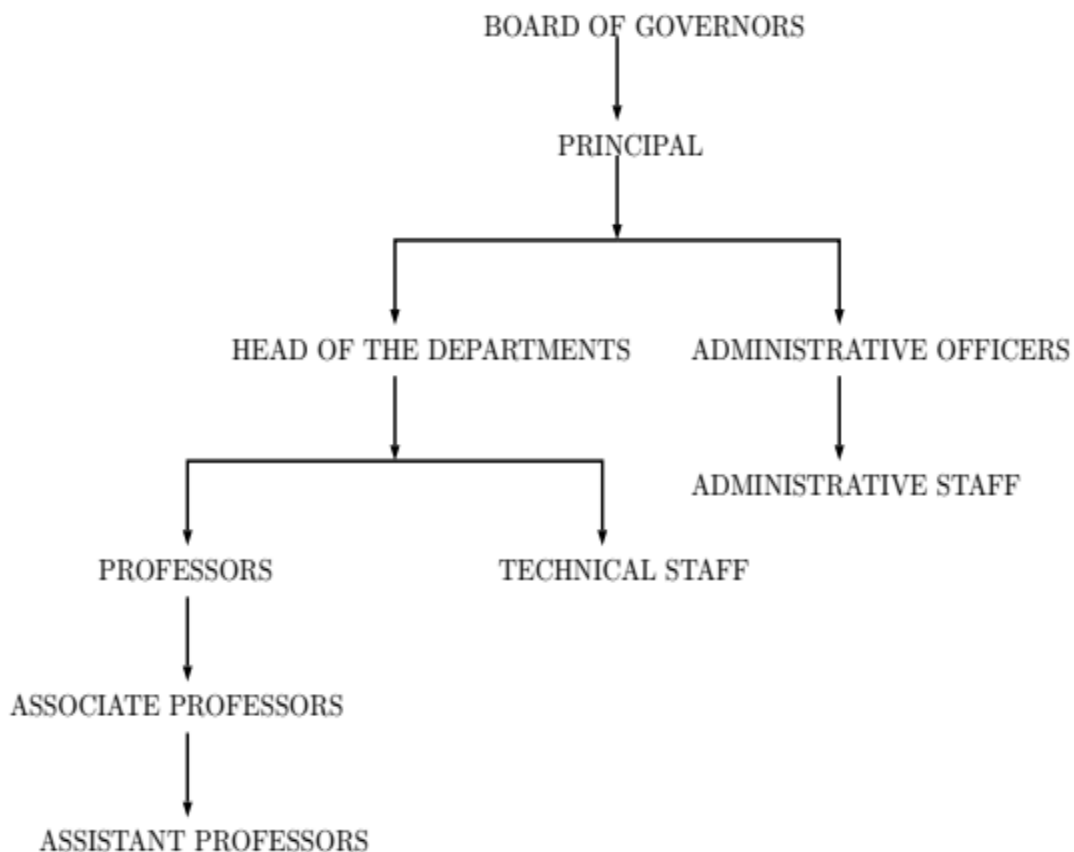 BOARD OF GOVERNORS
PRINCIPAL
HEAD OF THE DEPARTMENTS
ADMINISTRATIVE OFFICERS
ADMINISTRATIVE STAFF
PROFESSORS
TECHNICAL STAFF
ASSOCIATE PROFESSORS
ASSISTANT PROFESSORS